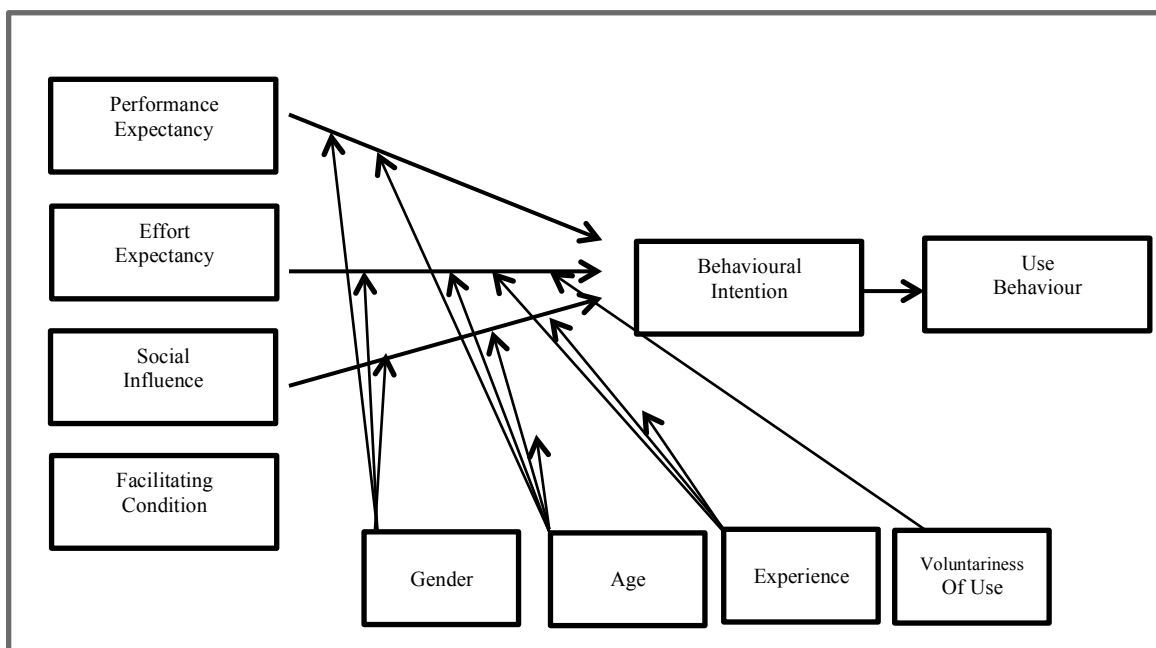 Performance
Expectancy
Effort
Expectancy
Social
Influence
Facilitating
Condition
Behavioural
Intention
Use
Behaviour
Gender
Age
Experience
Voluntariness
Of Use